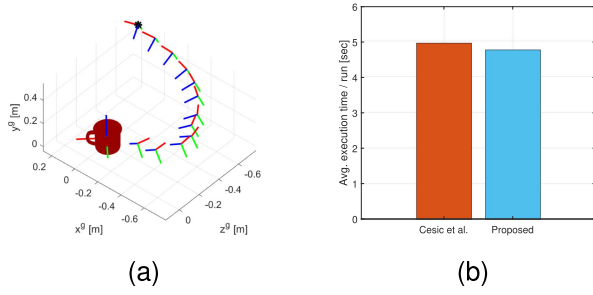 0.4
0.2
0
y^g [m]
0.2
0
-0.2
-0.4
-0.6
x^g [m]
0
-0.2
-0.4
-0.6
z^g [m]
(a)
6
5
4
3
2
1
0
Avg. execution time / run [sec]
Cesic et al. Proposed
(b)